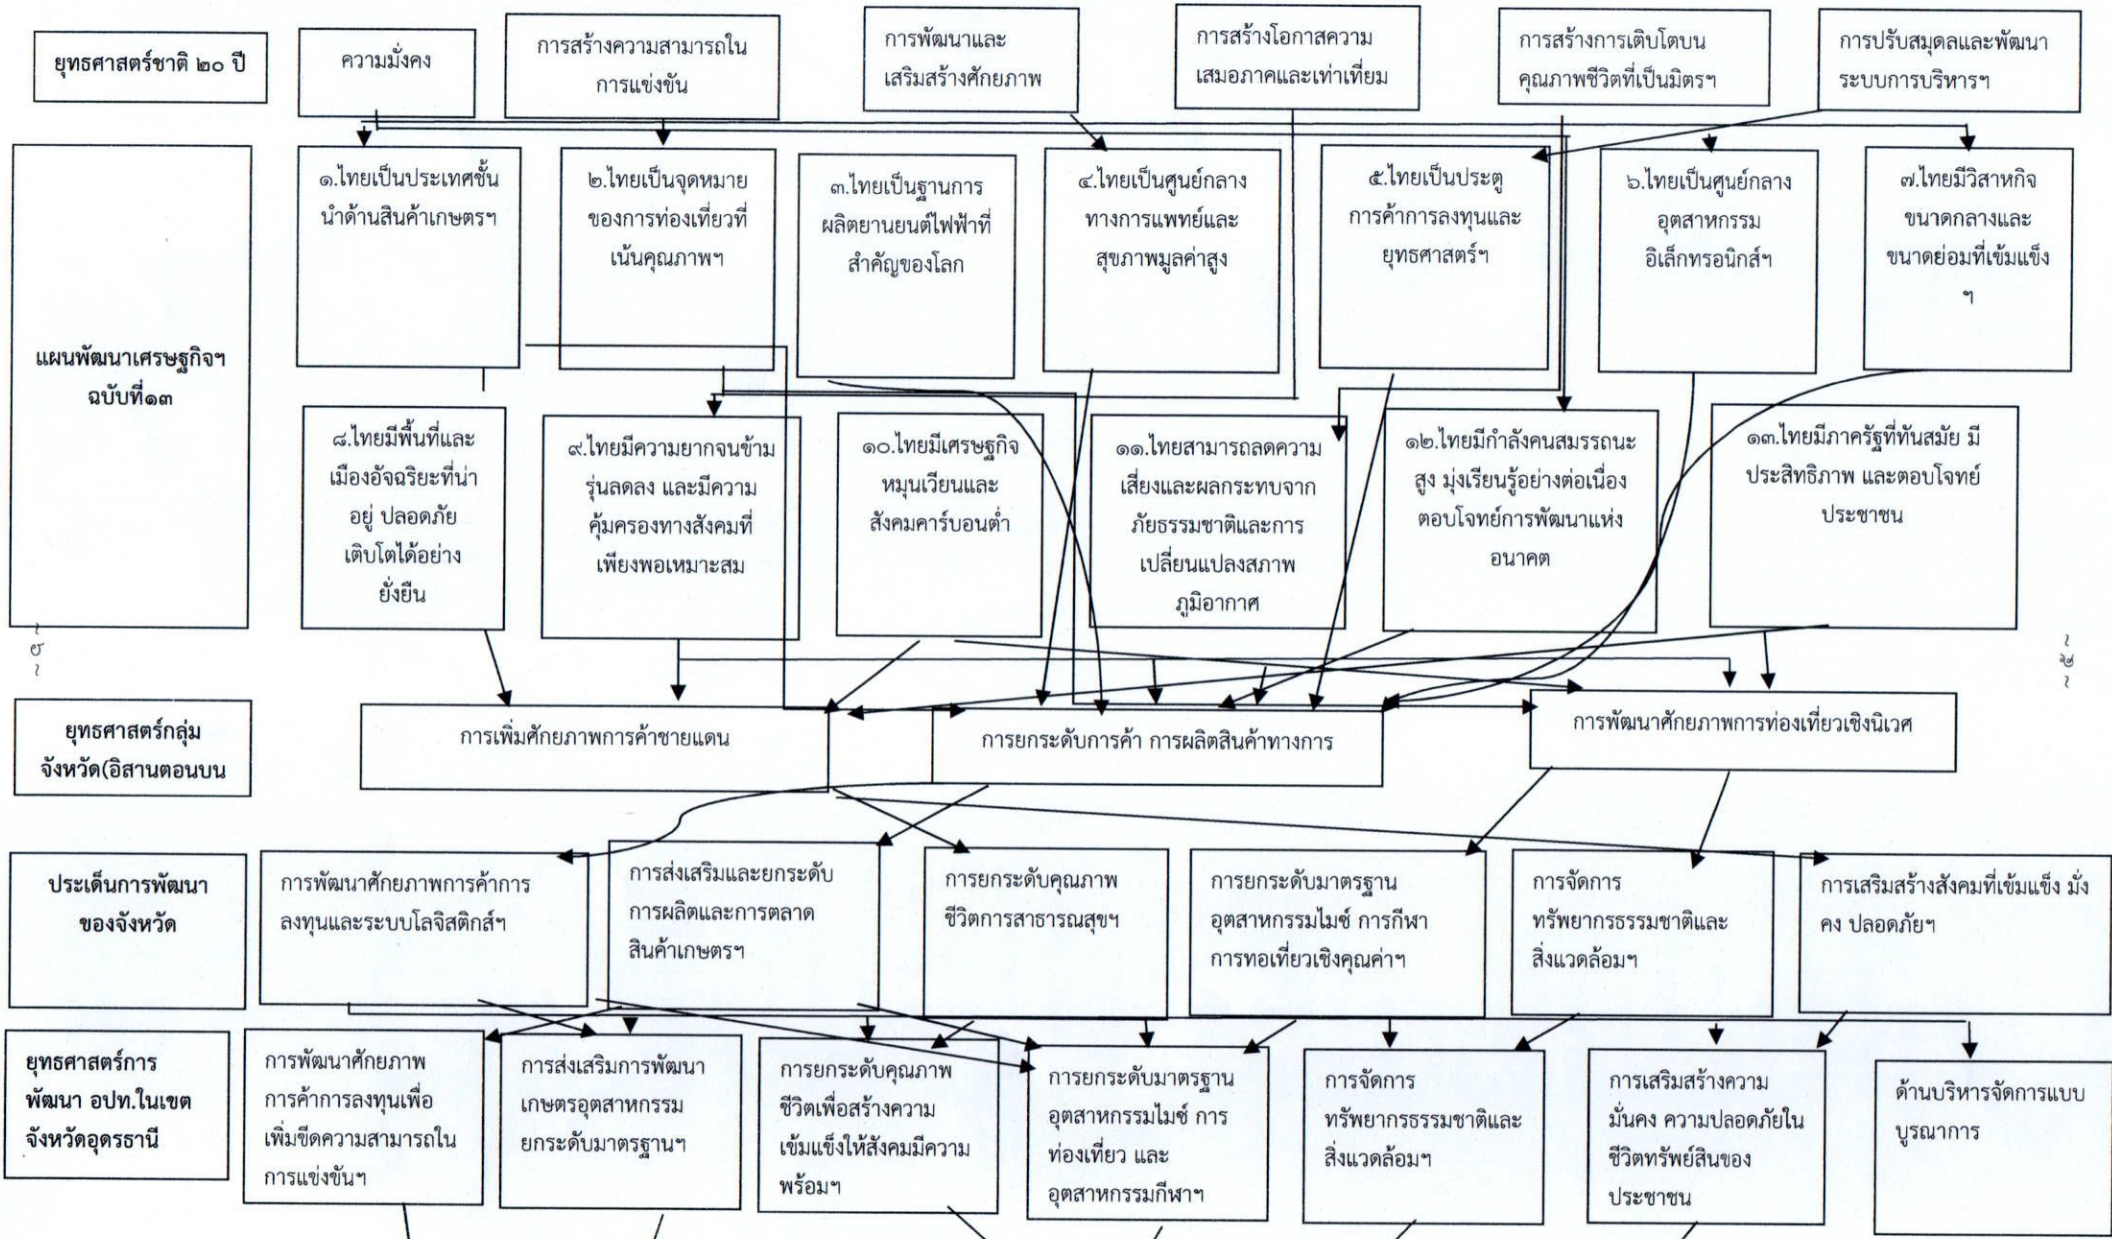 ยุทธศาสตร์ชาติ ๒๐ ปี
ความมั่งคง
การสร้างความสามารถใน
การแข่งขัน
การพัฒนาและ
เสริมสร้างศักยภาพ
การสร้างโอกาสความ
เสมอภาคและเท่าเทียม
การสร้างการเติบโตบน
คุณภาพชีวิตที่เป็นมิตรฯ
การปรับสมุดลและพัฒนา
ระบบการบริหารฯ
แผนพัฒนาเศรษฐกิจฯ
ฉบับที่๑๓
๑.ไทยเป็นประเทศชั้น
นำด้านสินค้าเกษตรฯ
๒.ไทยเป็นจุดหมาย
ของการท่องเที่ยวที่
เน้นคุณภาพฯ
๓.ไทยเป็นฐานการ
ผลิตยานยนต์ไฟฟ้าที่
สำคัญของโลก
๔.ไทยเป็นศูนย์กลาง
ทางการแพทย์และ
สุขภาพมูลค่าสูง
๕.ไทยเป็นประตู
การค้าการลงทุนและ
ยุทธศาสตร์ฯ
๖.ไทยเป็นศูนย์กลาง
อุตสาหกรรม
อิเล็กทรอนิกส์ฯ
๗.ไทยมีวิสาหกิจ
ขนาดกลางและ
ขนาดย่อมที่เข้มแข็ง
ฯ
๘.ไทยมีพื้นที่และ
เมืองอัจฉริยะที่น่า
อยู่ ปลอดภัย
เติบโตได้อย่าง
ยั่งยืน
๙.ไทยมีความยากจนข้าม
รุ่นลดลง และมีความ
คุ้มครองทางสังคมที่
เพียงพอเหมาะสม
๑๐.ไทยมีเศรษฐกิจ
หมุนเวียนและ
สังคมคาร์บอนต่ำ
๑๑.ไทยสามารถลดความ
เสี่ยงและผลกระทบจาก
ภัยธรรมชาติและการ
เปลี่ยนแปลงสภาพ
ภูมิอากาศ
๑๒.ไทยมีกำลังคนสมรรถนะ
สูง มุ่งเรียนรู้อย่างต่อเนื่อง
ตอบโจทย์การพัฒนาแห่ง
อนาคต
๑๓.ไทยมีภาครัฐที่ทันสมัย มี
ประสิทธิภาพ และตอบโจทย์
ประชาชน
ยุทธศาสตร์กลุ่ม
จังหวัด(อิสานตอนบน
การเพิ่มศักยภาพการค้าชายแดน
การยกระดับการค้า การผลิตสินค้าทางการ
การพัฒนาศักยภาพการท่องเที่ยวเชิงนิเวศ
ประเด็นการพัฒนา
ของจังหวัด
การพัฒนาศักยภาพการค้าการ
ลงทุนและระบบโลจิสติกส์ฯ
การส่งเสริมและยกระดับ
การผลิตและการตลาด
สินค้าเกษตรฯ
การยกระดับคุณภาพ
ชีวิตการสาธารณสุขฯ
การยกระดับมาตรฐาน
อุตสาหกรรมไมซ์ การกีฬา
การทอเที่ยวเชิงคุณค่าฯ
การจัดการ
ทรัพยากรธรรมชาติและ
สิ่งแวดล้อมฯ
การเสริมสร้างสังคมที่เข้มแข็ง มั่ง
คง ปลอดภัยฯ
ยุทธศาสตร์การ
พัฒนา อปท.ในเขต
จังหวัดอุดรธานี
การพัฒนาศักยภาพ
การค้าการลงทุนเพื่อ
เพิ่มขีดความสามารถใน
การแข่งขันฯ
การส่งเสริมการพัฒนา
เกษตรอุตสาหกรรม
ยกระดับมาตรฐานฯ
การยกระดับคุณภาพ
ชีวิตเพื่อสร้างความ
เข้มแข็งให้สังคมมีความ
พร้อมฯ
การยกระดับมาตรฐาน
อุตสาหกรรมไมซ์ การ
ท่องเที่ยว และ
อุตสาหกรรมกีฬาฯ
การจัดการ
ทรัพยากรธรรมชาติและ
สิ่งแวดล้อมฯ
การเสริมสร้างความ
มั่นคง ความปลอดภัยใน
ชีวิตทรัพย์สินของ
ประชาชน
ด้านบริหารจัดการแบบ
บูรณาการ